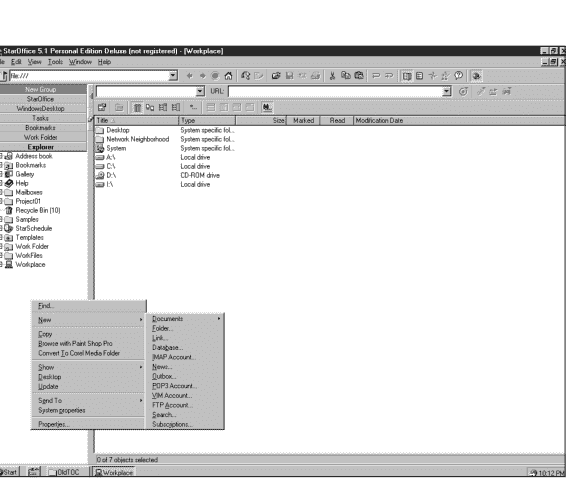 StarOffice 5.1 Personal Edition Deluxe (not registered) - [Workplace]
Edit View Tools Window Help
file:///
New Group
StarOffice
WindowsDesktop
Tasks
Bookmarks
Work Folder
Explorer
Address book
Bookmarks
Gallery
Help
Mailboxes
Project01
Recycle Bin (10)
Samples
StarSchedule
Templates
Work Folder
WorkFiles
Workplace
URL:
Title Type Size Marked Read Modification Date
Desktop System specific fol...
Network Neighborhood System specific fol...
System System specific fol...
A:\ Local drive
C:\ Local drive
D:\ CD-ROM drive
I:\ Local drive
Find...
New
Copy
Browse with Paint Shop Pro
Convert To Corel Media Folder
Show
Desktop
Update
Send To
System properties
Properties...
Documents
Folder...
Link...
Database...
IMAP Account...
News...
Outbox...
POP3 Account...
VIM Account...
FTP Account...
Search...
Subscriptions...
0 of 7 objects selected
Start OldTOC Workplace 10:12 PM